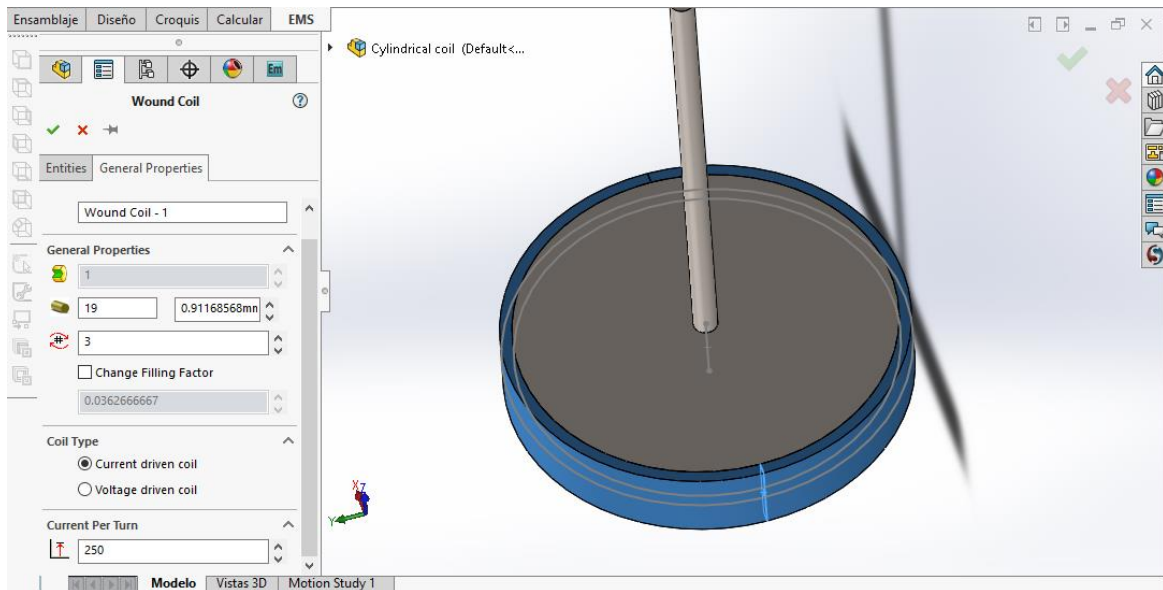 Ensamblaje Diseño Croquis Calcular EMS
Cylindrical coil (Default<...
Em
Wound Coil
Entities General Properties
Wound Coil - 1
General Properties
1
19 0.91168568mm
#
3
Change Filling Factor
0.0362666667
Coil Type
Current driven coil
Voltage driven coil
X Z
Y
Current Per Turn
250
Modelo Vistas 3D Motion Study 1